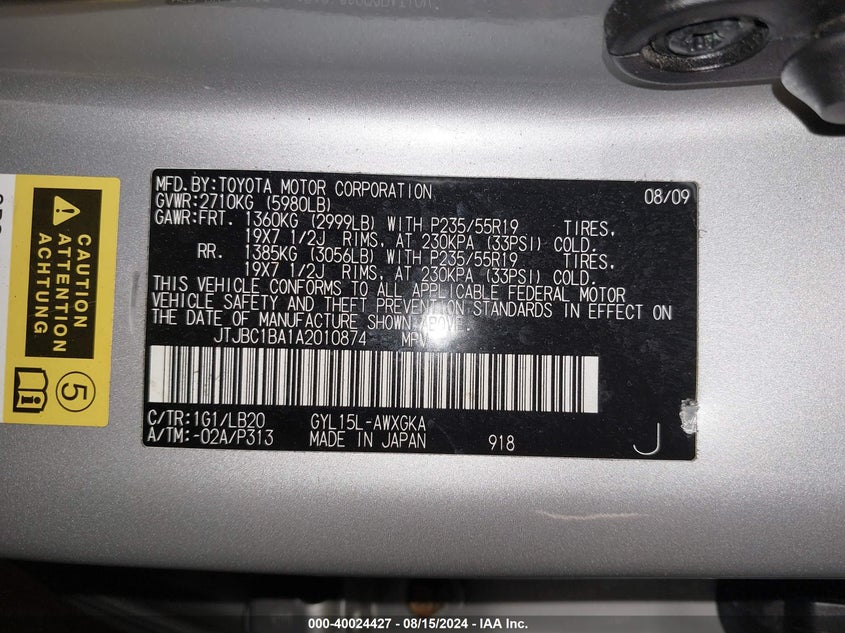 MFD.BY:TOYOTA MOTOR CORPORATION 08/09
GVWR:2710KG (5980LB)
GAWR:FRT. 1360KG (2999LB) WITH P235/55R19 TIRES,
19X7 1/2J RIMS, AT 230KPA (33PSI) COLD.
RR. 1385KG (3056LB) WITH P235/55R19 TIRES,
19X7 1/2J RIMS, AT 230KPA (33PSI) COLD.
THIS VEHICLE CONFORMS TO ALL APPLICABLE FEDERAL MOTOR
VEHICLE SAFETY AND THEFT PREVENTION STANDARDS IN EFFECT ON
THE DATE OF MANUFACTURE SHOWN ABOVE.
JTJBC1BA1A2010874 MPV
C/TR:1G1/LB20 GYL15L-AWXGKA
A/TM:-02A/P313 MADE IN JAPAN 918 J
CAUTION
ATTENTION
ACHTUNG
5
000-40024427 - 08/15/2024 - IAA Inc.